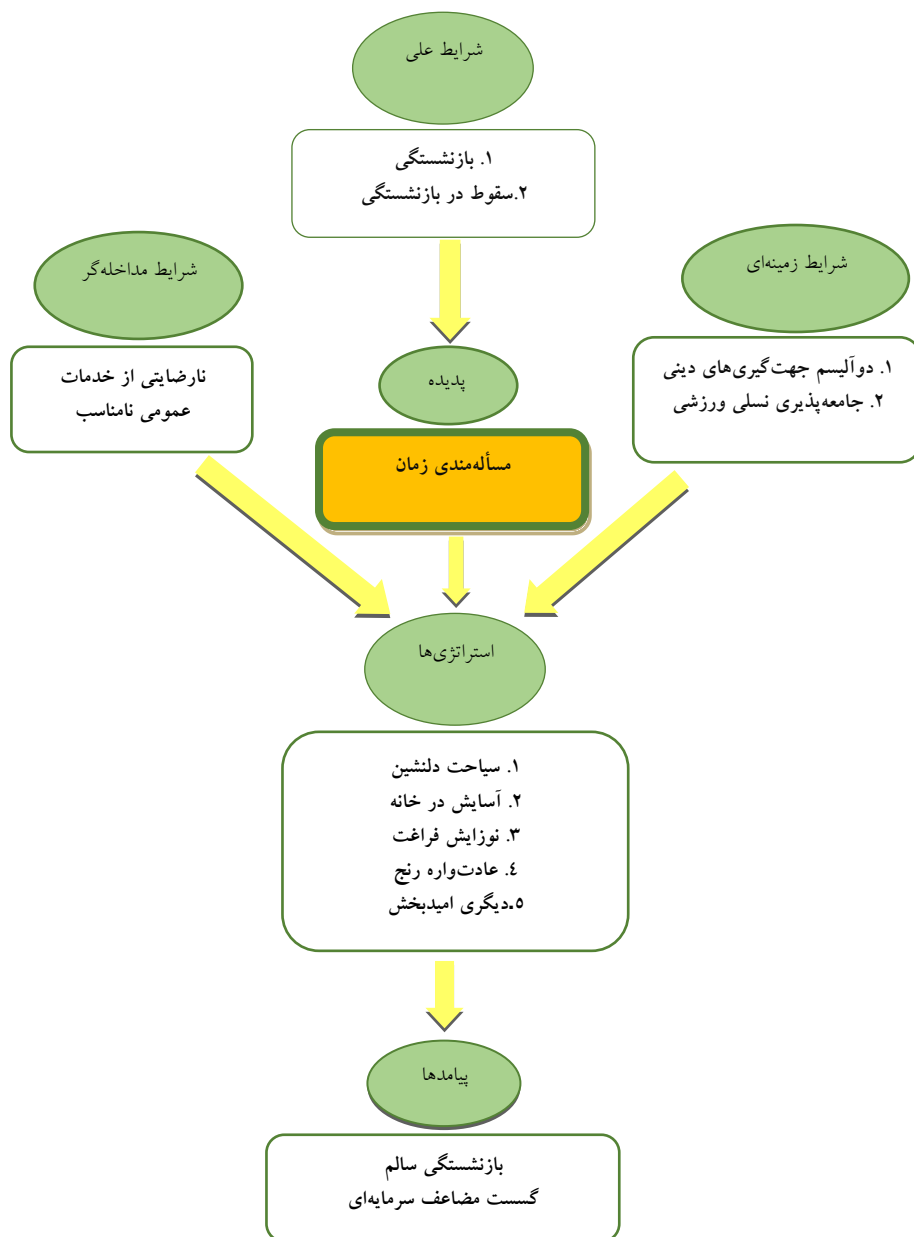 شرایط علی
۱. بازنشستگی
۲.سقوط در بازنشستگی
شرایط زمینه‌ای
۱. دوآلیسم جهت‌گیری‌های دینی
۲. جامعه‌پذیری نسلی ورزشی
شرایط مداخله‌گر
نارضایتی از خدمات
عمومی نامناسب
پدیده
مسأله‌مندی زمان
استراتژی‌ها
۱. سیاحت دلنشین
۲. آسایش در خانه
۳. نوزایش فراغت
٤. عادت‌واره رنج
٥.دیگری امیدبخش
پیامدها
بازنشستگی سالم
گسست مضاعف سرمایه‌ای